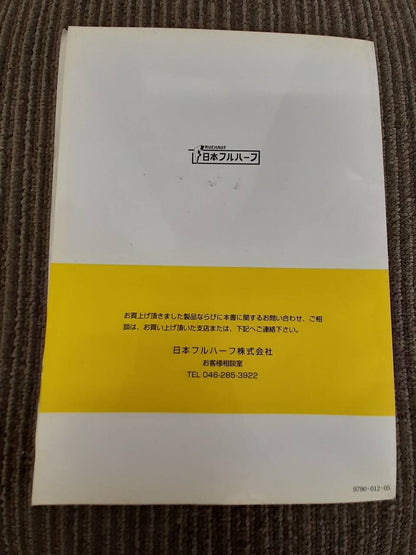 FRUEHAUF
日本フルハーフ
お買上げ頂きました製品ならびに本書に関するお問い合わせ、ご相
談は、お買い上げ頂いた支店または、下記へご連絡下さい。
日本フルハーフ株式会社
お客様相談室
TEL 046-285-3922
9790-012-05